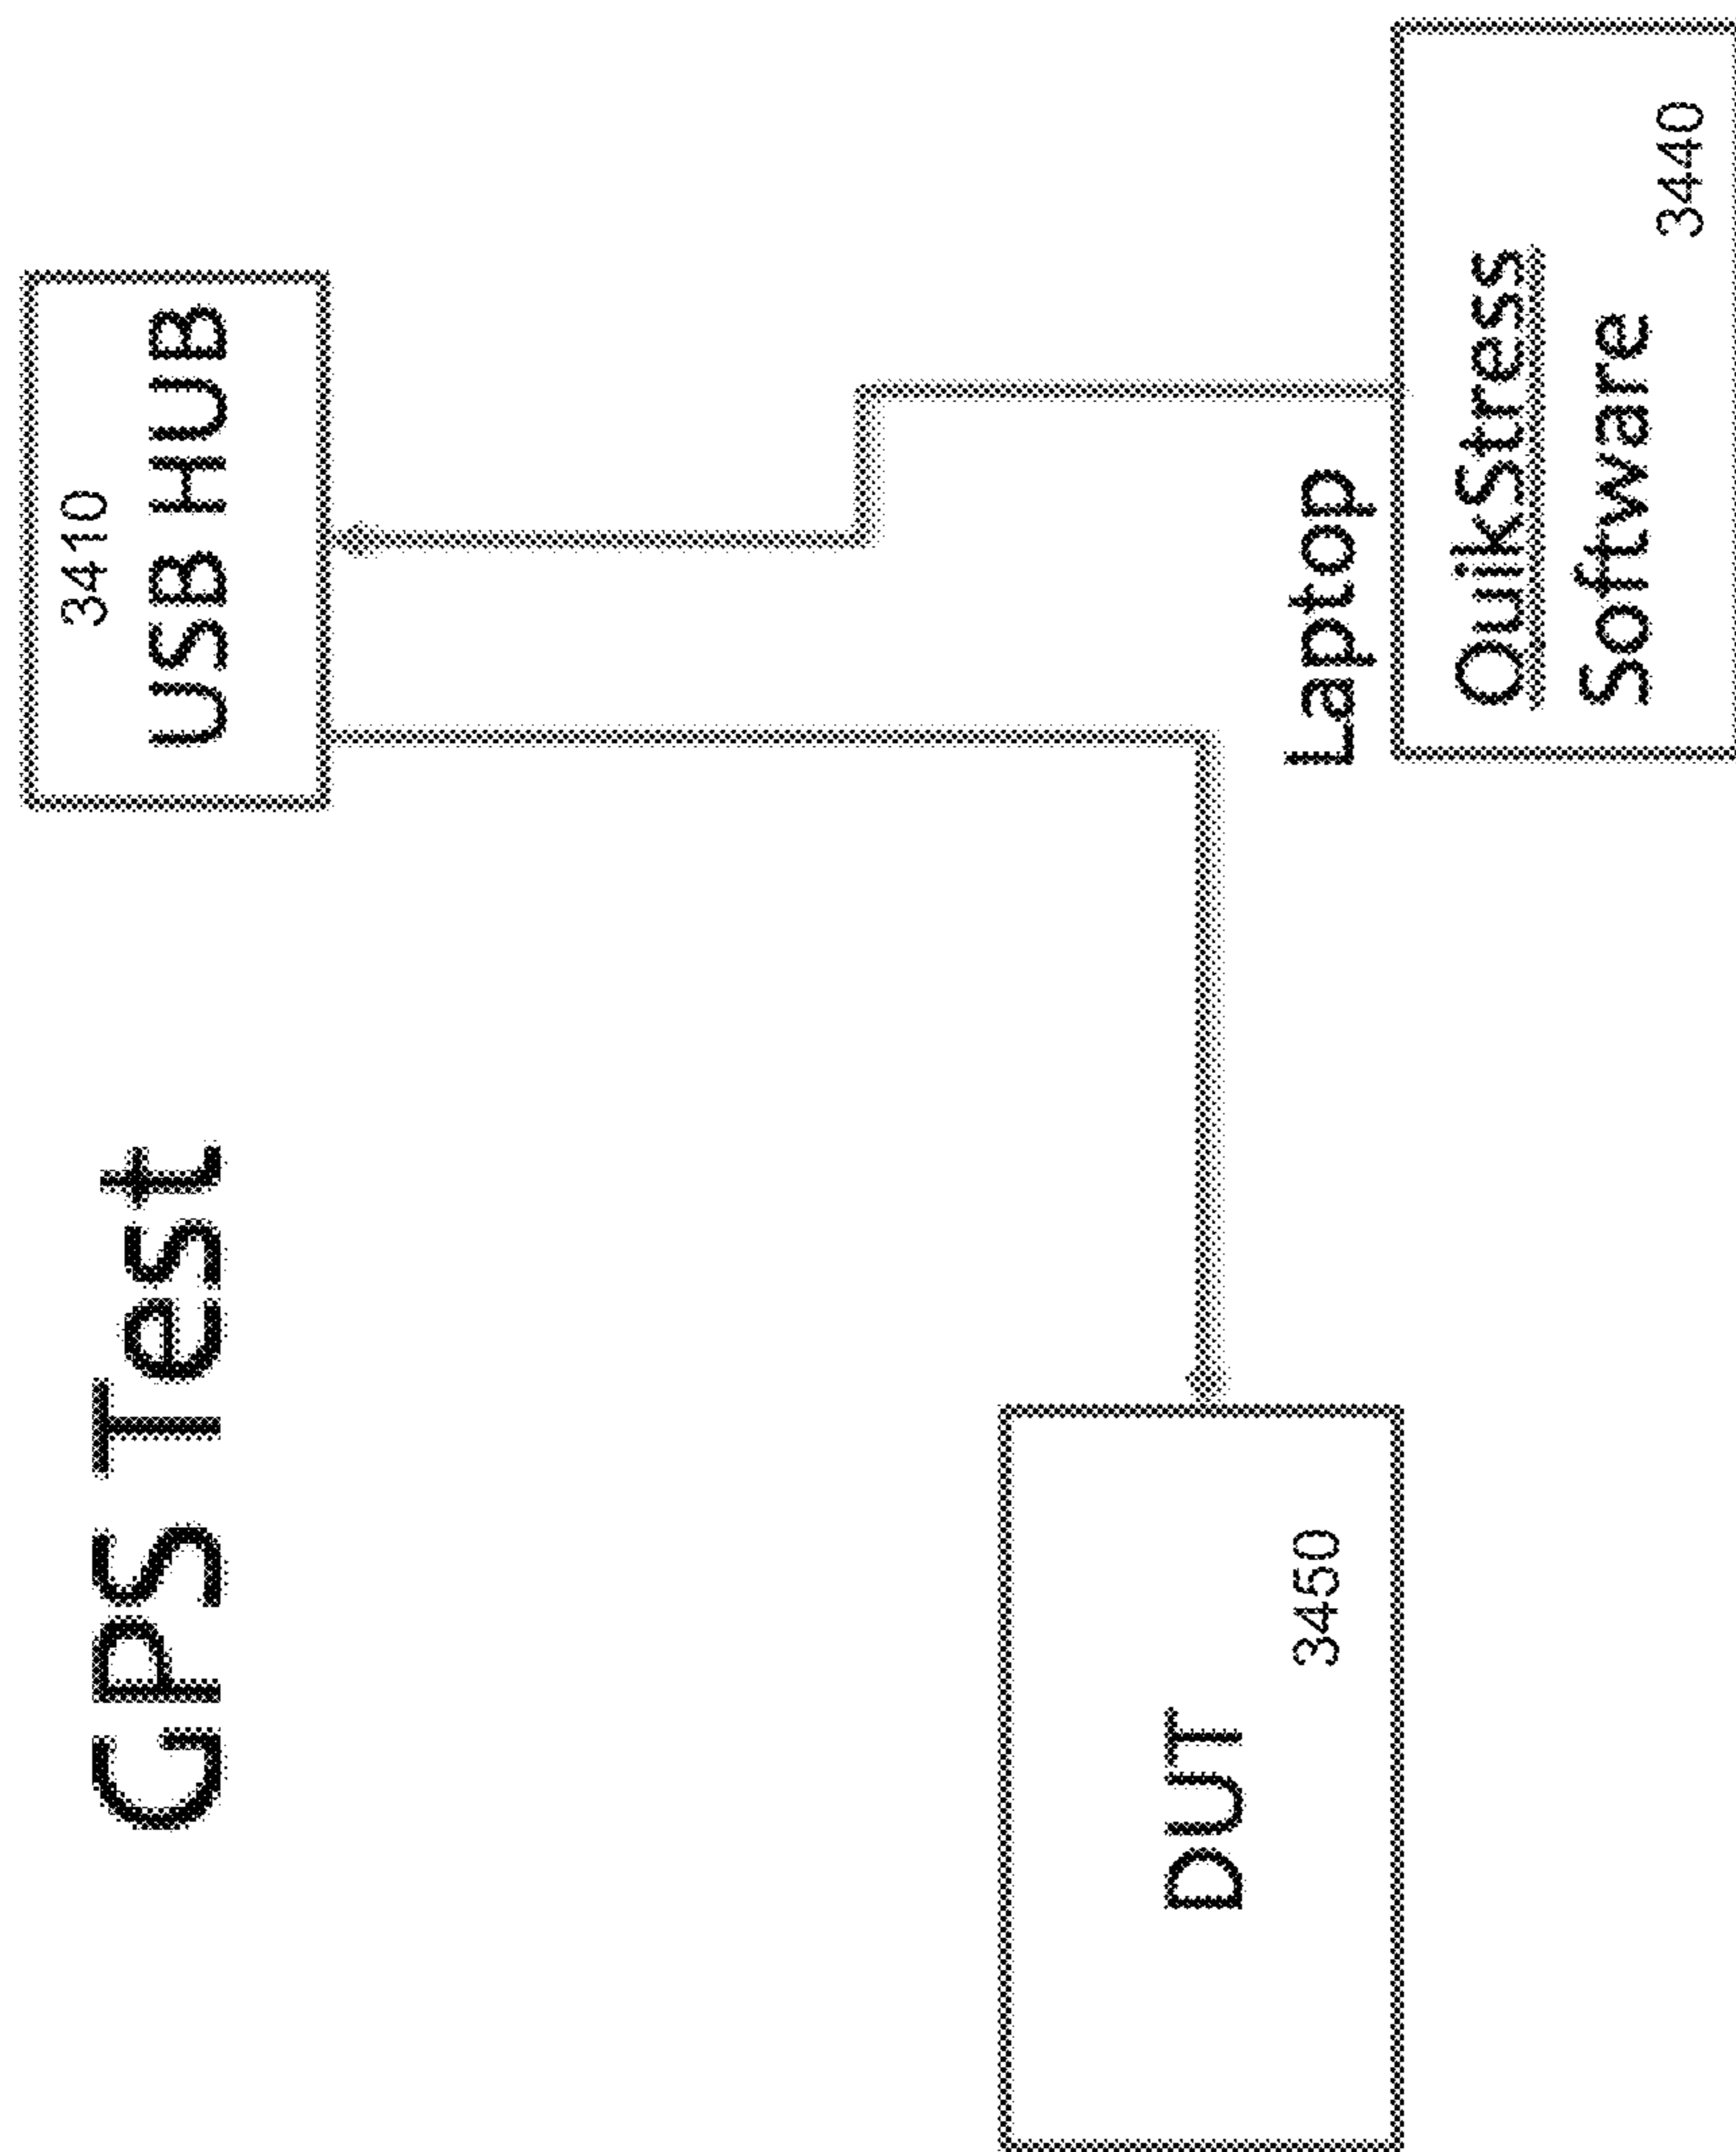 GPS Test
3410
USB HUB
DUT
3450
Laptop
QuikStress
Software
3440